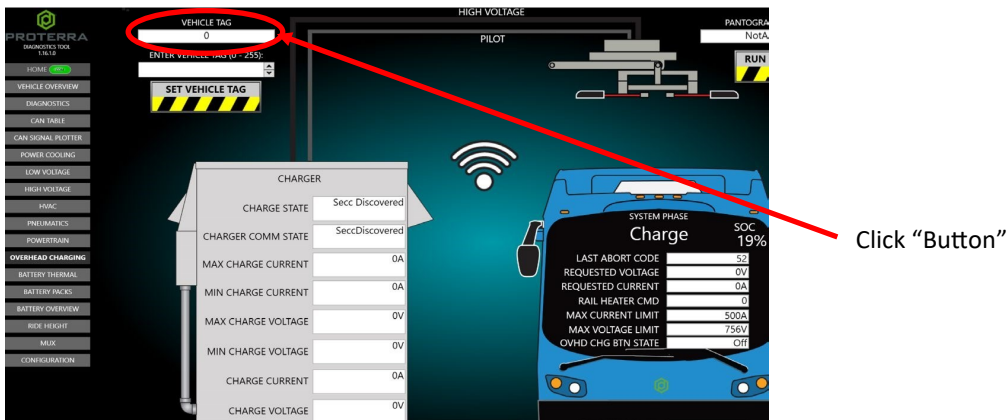 PROTERRA
DIAGNOSTICS TOOL
1.16.1.0
HOME
VEHICLE OVERVIEW
DIAGNOSTICS
CAN TABLE
CAN SIGNAL PLOTTER
POWER COOLING
LOW VOLTAGE
HIGH VOLTAGE
HVAC
PNEUMATICS
POWERTRAIN
OVERHEAD CHARGING
BATTERY THERMAL
BATTERY PACKS
BATTERY OVERVIEW
RIDE HEIGHT
MUX
CONFIGURATION
VEHICLE TAG
0
ENTER VEHICLE TAG (0 - 255):
SET VEHICLE TAG
HIGH VOLTAGE
PILOT
PANTOGRA
NotA
RUN
CHARGER
CHARGE STATE Secc Discovered
CHARGER COMM STATE SeccDiscovered
MAX CHARGE CURRENT 0A
MIN CHARGE CURRENT 0A
MAX CHARGE VOLTAGE 0V
MIN CHARGE VOLTAGE 0V
CHARGE CURRENT 0A
CHARGE VOLTAGE 0V
SYSTEM PHASE
Charge
SOC
19%
LAST ABORT CODE 52
REQUESTED VOLTAGE 0V
REQUESTED CURRENT 0A
RAIL HEATER CMD 0
MAX CURRENT LIMIT 500A
MAX VOLTAGE LIMIT 756V
OVHD CHG BTN STATE Off
Click “Button”